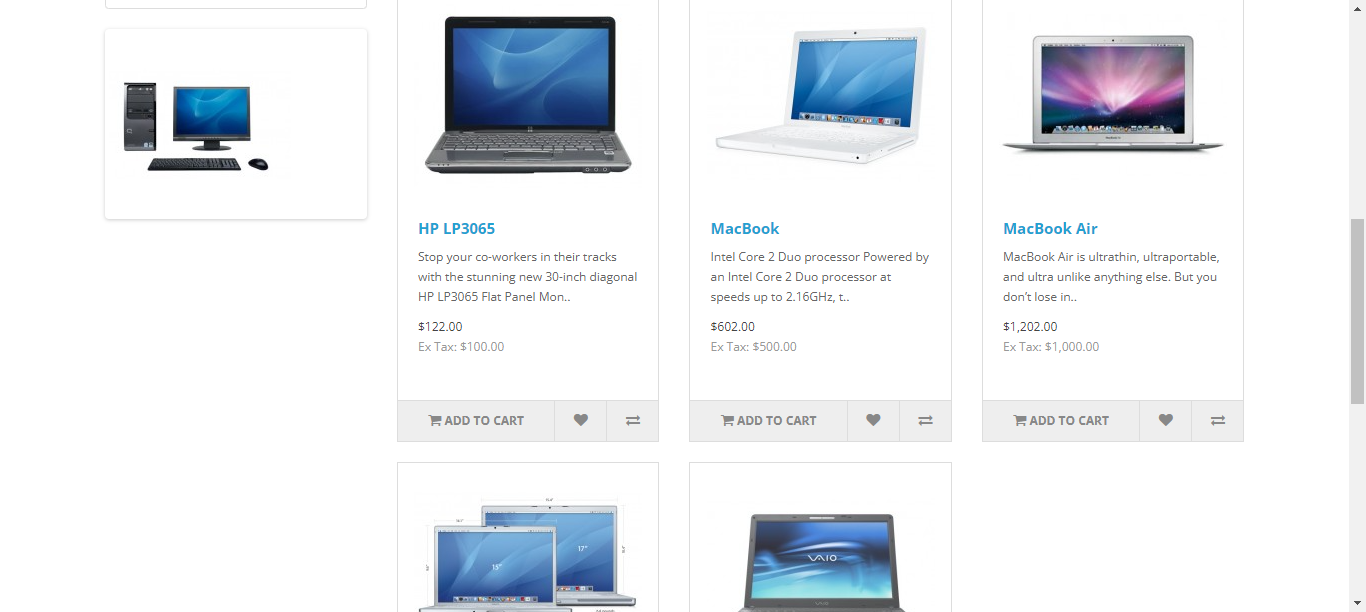 HP LP3065
Stop your co-workers in their tracks
with the stunning new 30-inch diagonal
HP LP3065 Flat Panel Mon..
$122.00
Ex Tax: $100.00
ADD TO CART
MacBook
Intel Core 2 Duo processor Powered by
an Intel Core 2 Duo processor at
speeds up to 2.16GHz, t..
$602.00
Ex Tax: $500.00
ADD TO CART
MacBook Air
MacBook Air is ultrathin, ultraportable,
and ultra unlike anything else. But you
don’t lose in..
$1,202.00
Ex Tax: $1,000.00
ADD TO CART
17"
15"
VAIO
VAIO